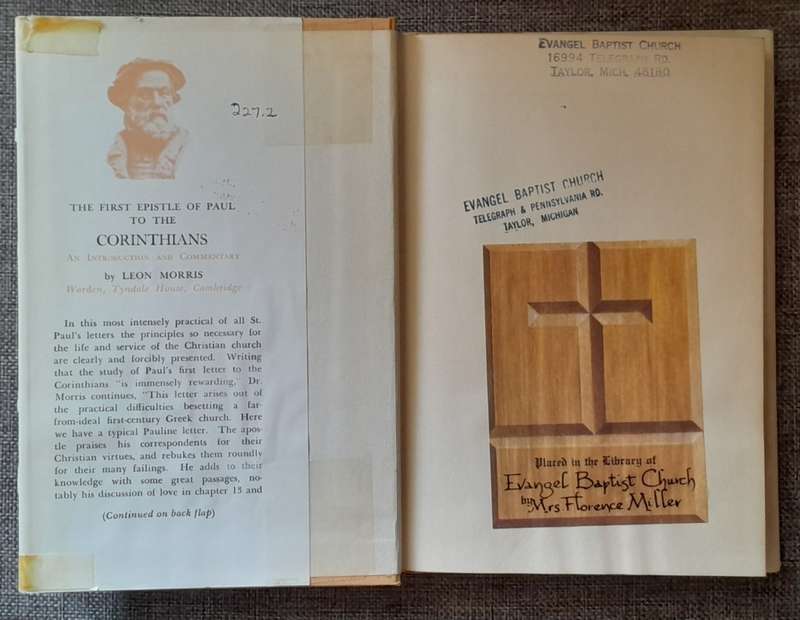 227.2
THE FIRST EPISTLE OF PAUL
TO THE
CORINTHIANS
AN INTRODUCTION AND COMMENTARY
by LEON MORRIS
Warden, Tyndale House, Cambridge
In this most intensely practical of all St.
Paul's letters the principles so necessary for
the life and service of the Christian church
are clearly and forcibly presented. Writing
that the study of Paul's first letter to the
Corinthians "is immensely rewarding," Dr.
Morris continues, "This letter arises out of
the practical difficulties besetting a far-
from-ideal first-century Greek church. Here
we have a typical Pauline letter. The apos-
tle praises his correspondents for their
Christian virtues, and rebukes them roundly
for their many failings. He adds to their
knowledge with some great passages, no-
tably his discussion of love in chapter 13 and
(Continued on back flap)
EVANGEL BAPTIST CHURCH
16994 TELEGRAPH RD.
TAYLOR, MICH. 48180
EVANGEL BAPTIST CHURCH
TELEGRAPH & PENNSYLVANIA RD.
TAYLOR, MICHIGAN
Placed in the Library of
Evangel Baptist Church
by Mrs. Florence Miller